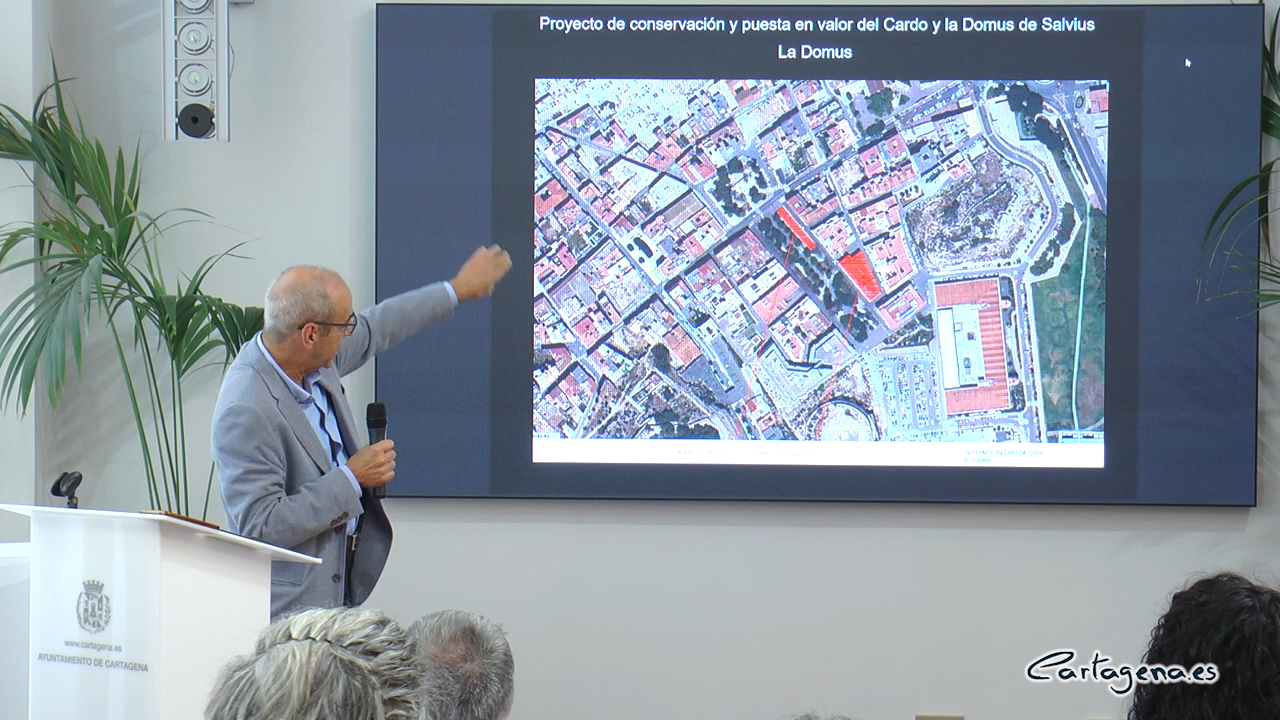 Proyecto de conservación y puesta en valor del Cardo y la Domus de Salvius
La Domus
www.cartagena.es
AYUNTAMIENTO DE CARTAGENA
Cartagena.es